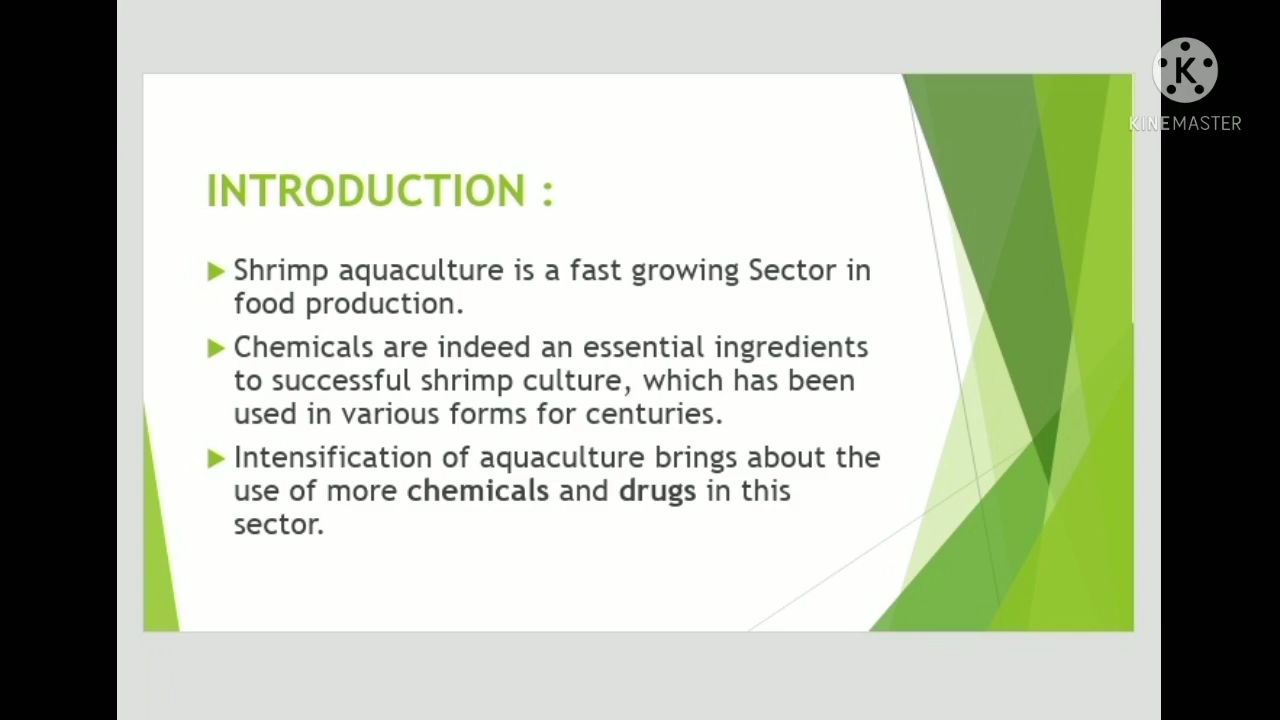 INTRODUCTION :
Shrimp aquaculture is a fast growing Sector in
food production.
Chemicals are indeed an essential ingredients
to successful shrimp culture, which has been
used in various forms for centuries.
Intensification of aquaculture brings about the
use of more chemicals and drugs in this
sector.
K
KINEMASTER